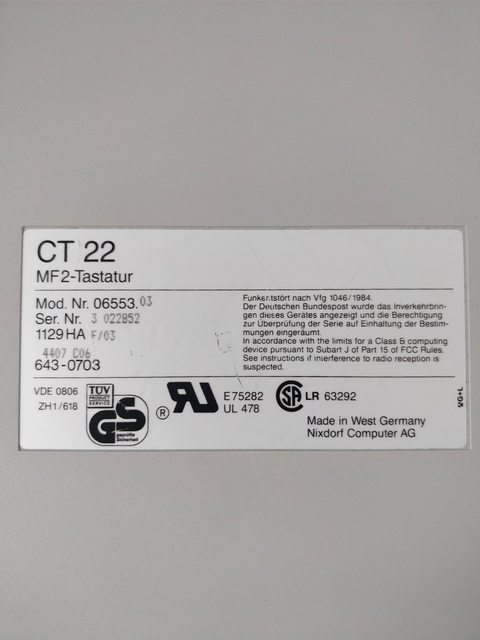 CT 22
MF2-Tastatur
Mod. Nr. 06553.03
Ser. Nr. 3 022852
1129 HA E/03
4407 C06
643-0703
Funkentstört nach Vfg 1046/1984.
Der Deutschen Bundespost wurde das Inverkehrbrin-
gen dieses Gerätes angezeigt und die Berechtigung
zur Überprüfung der Serie auf Einhaltung der Bestim-
mungen eingeräumt.
In accordance with the limits for a Class B computing
device pursuant to Subart J of Part 15 of FCC Rules.
See instructions if interference to radio reception is
suspected.
VDE 0806
ZH1/618
TÜV
PRODUCT
SERVICE
GS
geprüfte
Sicherheit
®
RU
E75282
UL 478
SA
LR 63292
Made in West Germany
Nixdorf Computer AG
G+L